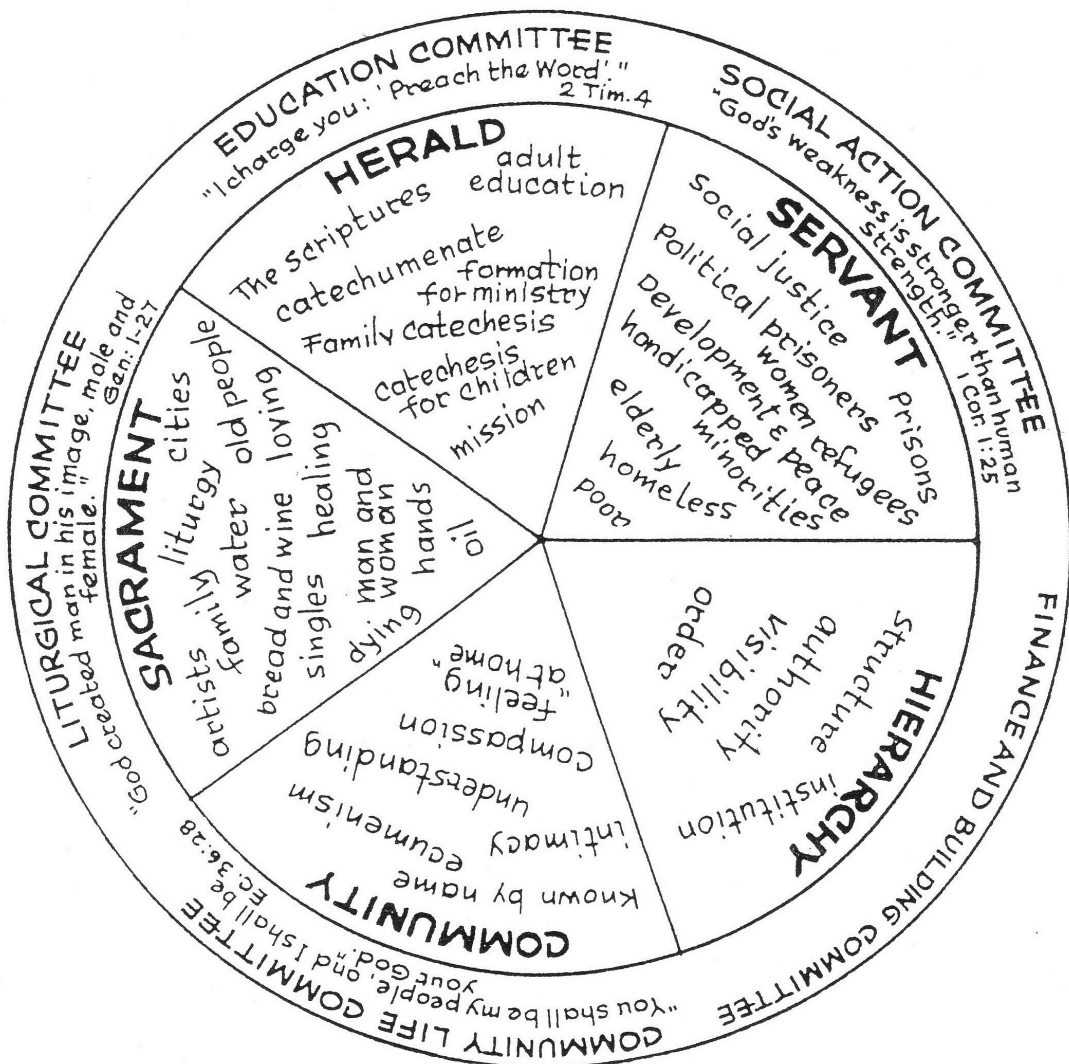 EDUCATION COMMITTEE
"I charge you: 'Preach the Word'."
2 Tim. 4
HERALD
adult
education
The Scriptures
catechumenate
formation
for ministry
Family catechesis
catechesis
for children
mission
SOCIAL ACTION COMMITTEE
"God's weakness is stronger than human
strength."
1 Cor. 1:25
SERVANT
Social justice
Political prisoners
prisons
women refugees
Development & peace
handicapped
minorities
elderly
homeless
poor
FINANCE AND BUILDING COMMITTEE
HIERARCHY
institution
structure
authority
visibility
order
COMMUNITY LIFE COMMITTEE
"You shall be my people, and I shall be
your God."
Ec. 36:28
COMMUNITY
Known by name
ecumenism
intimacy
understanding
compassion
"feeling
at home"
LITURGICAL COMMITTEE
"God created man in his image, male and
female."
Gen: 1-27
SACRAMENT
cities
artists
family
liturgy
water
old people
bread and wine
loving
singles
healing
dying
man and
woman
hands
oil